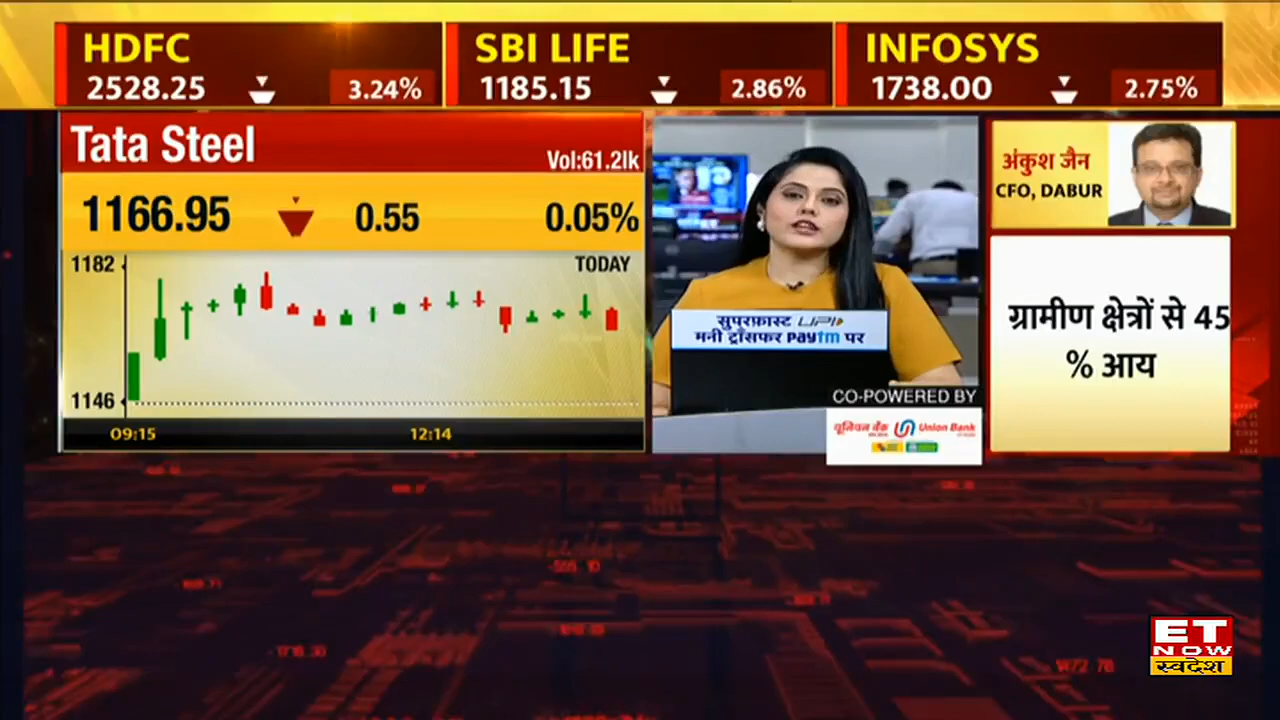 HDFC
2528.25 3.24%
SBI LIFE
1185.15 2.86%
INFOSYS
1738.00 2.75%
Tata Steel
Vol:61.2lk
1166.95 0.55 0.05%
1182
TODAY
1146
09:15 12:14
सुपरफ़ास्ट UPI
मनी ट्राँसफर paytm पर
CO-POWERED BY
यूनियन बैंक Union Bank
अंकुश जैन
CFO, DABUR
ग्रामीण क्षेत्रों से 45
% आय
ET
NOW
स्वदेश